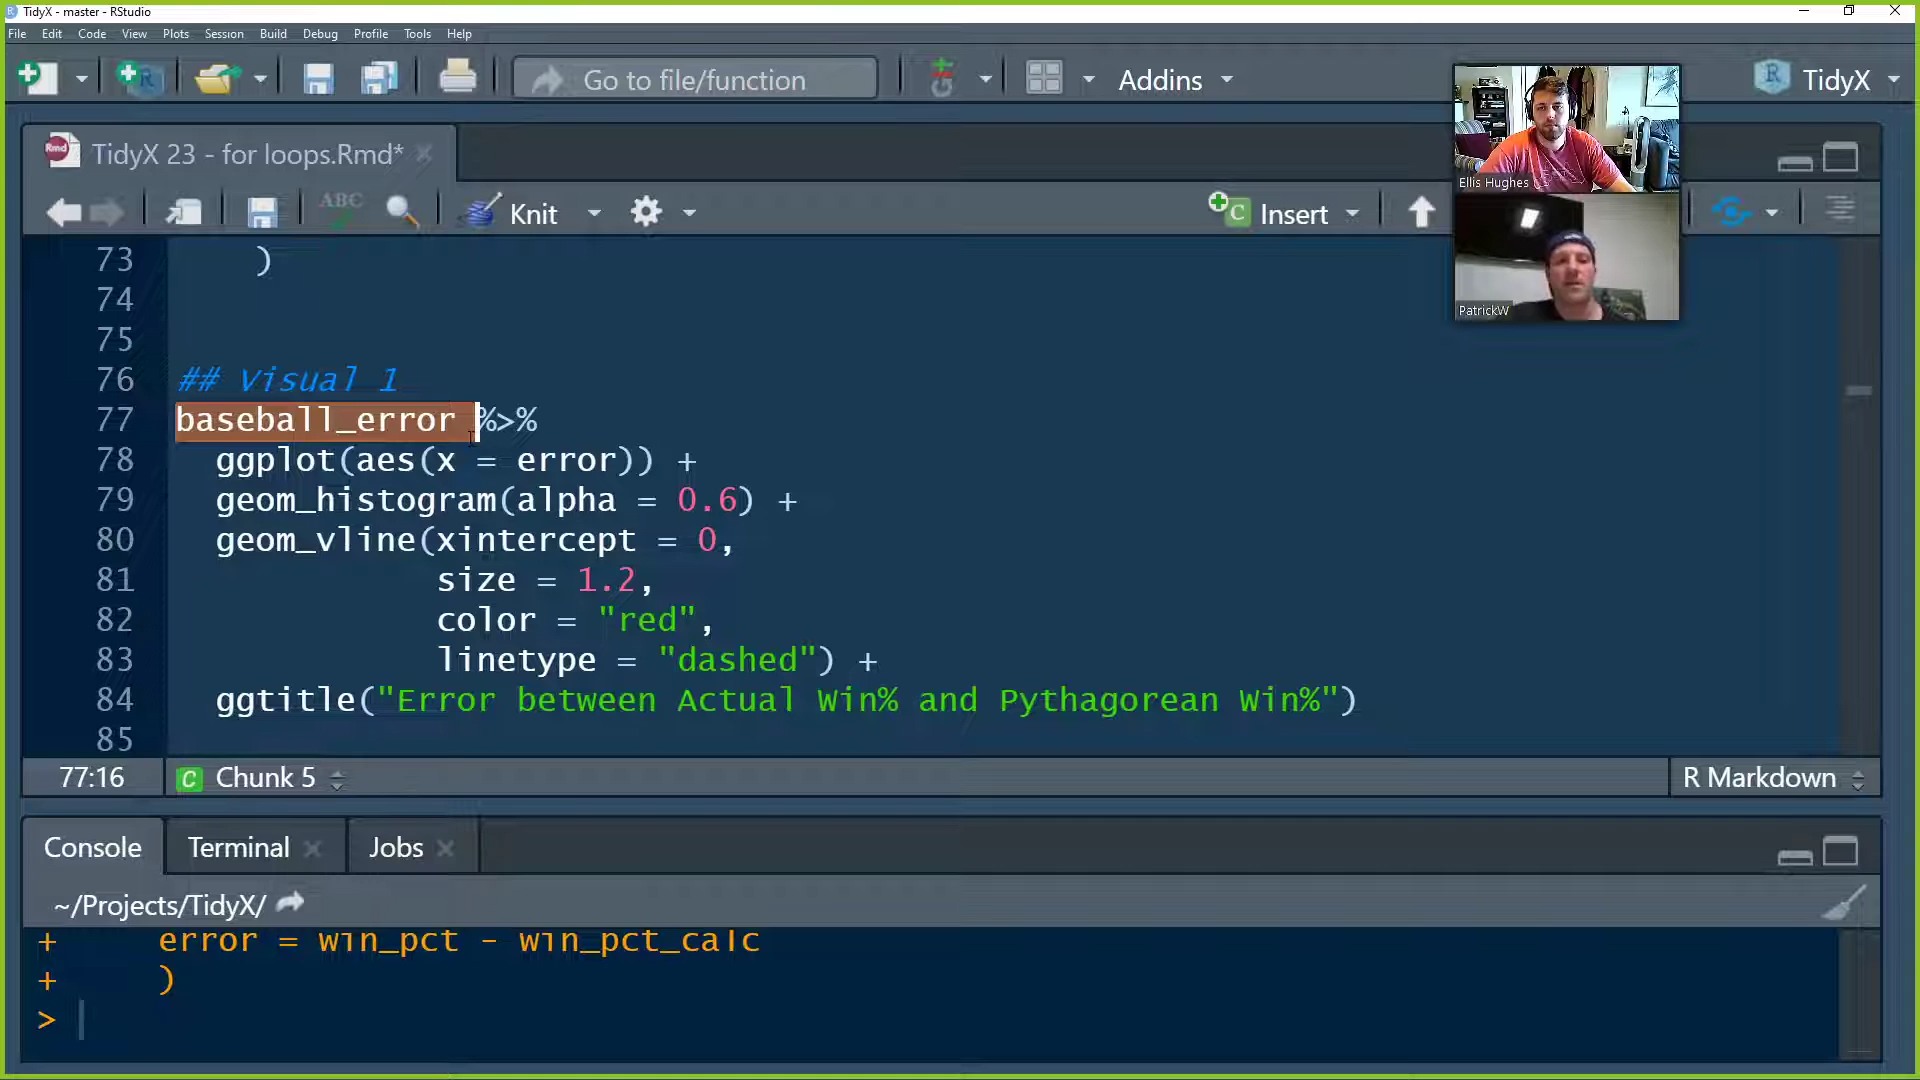 TidyX - master - RStudio
File Edit Code View Plots Session Build Debug Profile Tools Help
Go to file/function
Addins
TidyX
TidyX 23 - for loops.Rmd*
ABC
Knit
Insert
Ellis Hughes
PatrickW
73 )
74
75
76 ## Visual 1
77 baseball_error %>%
78 ggplot(aes(x = error)) +
79 geom_histogram(alpha = 0.6) +
80 geom_vline(xintercept = 0,
81 size = 1.2,
82 color = "red",
83 linetype = "dashed") +
84 ggtitle("Error between Actual Win% and Pythagorean Win%")
85
77:16 Chunk 5 R Markdown
Console Terminal Jobs
~/Projects/TidyX/
+ error = win_pct - win_pct_calc
+ )
>